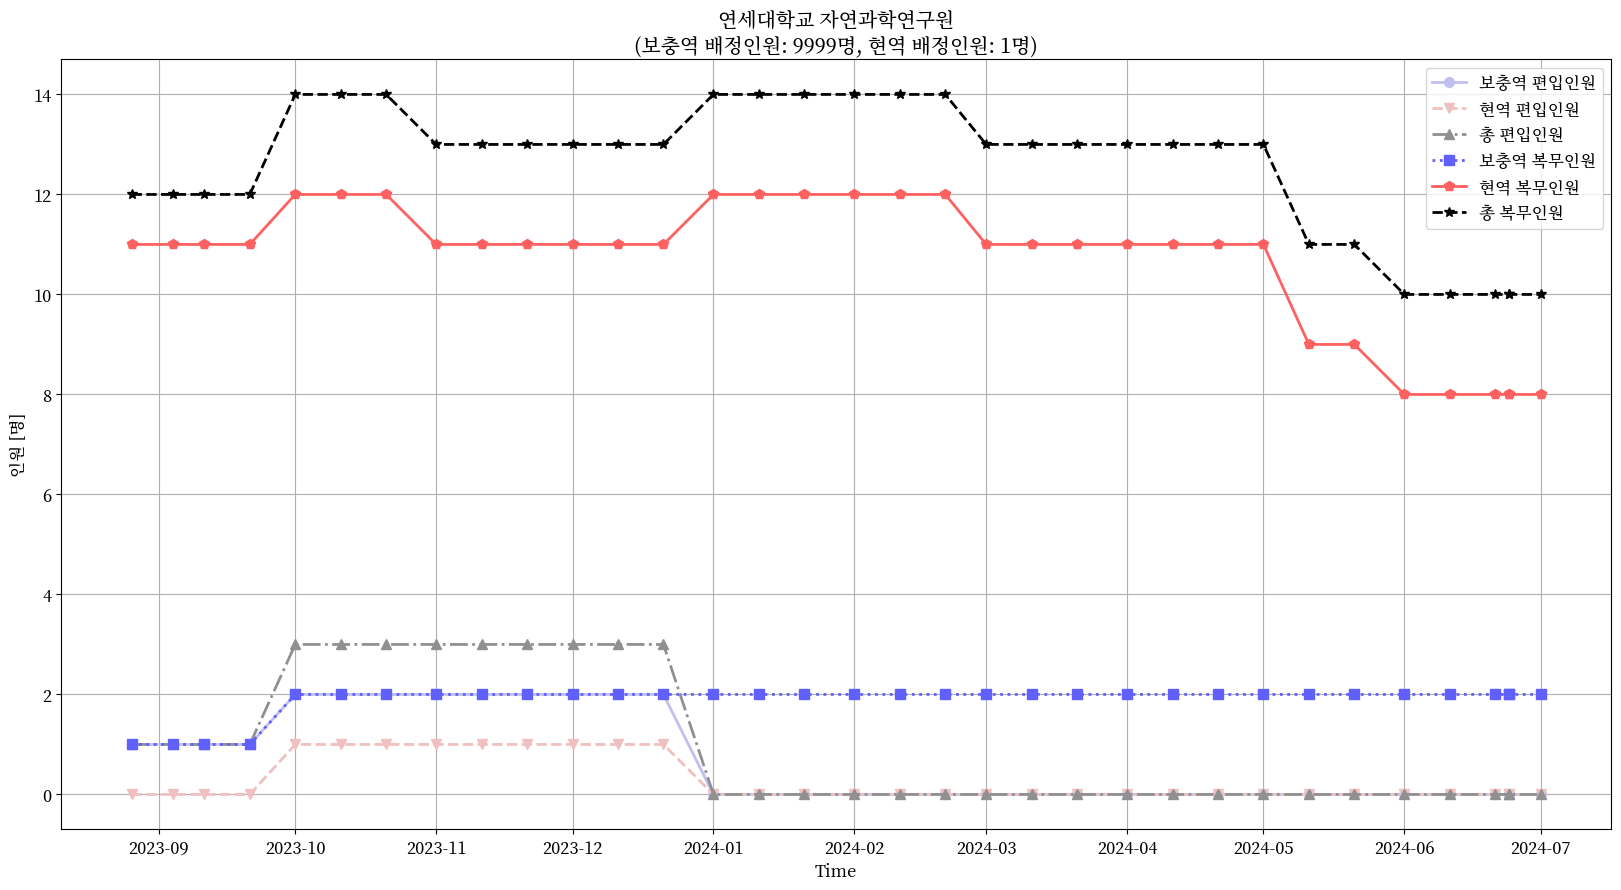 연세대학교 자연과학연구원
(보충역 배정인원: 9999명, 현역 배정인원: 1명)
보충역 편입인원
현역 편입인원
총 편입인원
보충역 복무인원
현역 복무인원
총 복무인원
인원 [명]
14
12
10
8
6
4
2
0
2023-09
2023-10
2023-11
2023-12
2024-01
2024-02
2024-03
2024-04
2024-05
2024-06
2024-07
Time